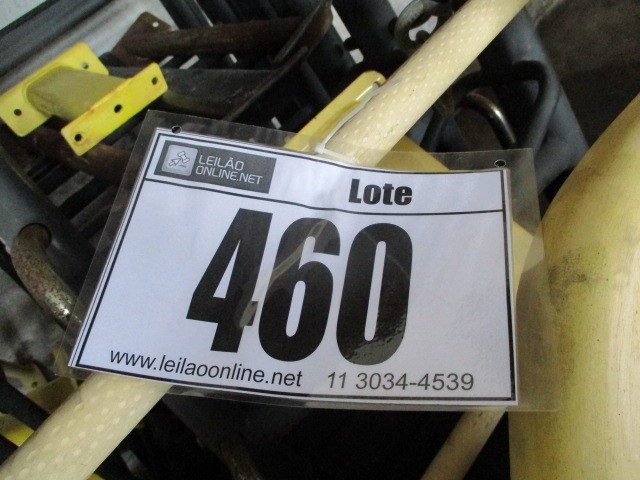 LEILÃO
ONLINE.NET
Lote
460
www.leilaoonline.net 11 3034-4539